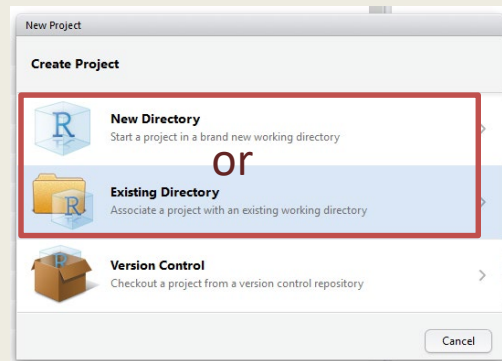 New Project
Create Project
R
New Directory
Start a project in a brand new working directory
or
R
Existing Directory
Associate a project with an existing working directory
R
Version Control
Checkout a project from a version control repository
Cancel